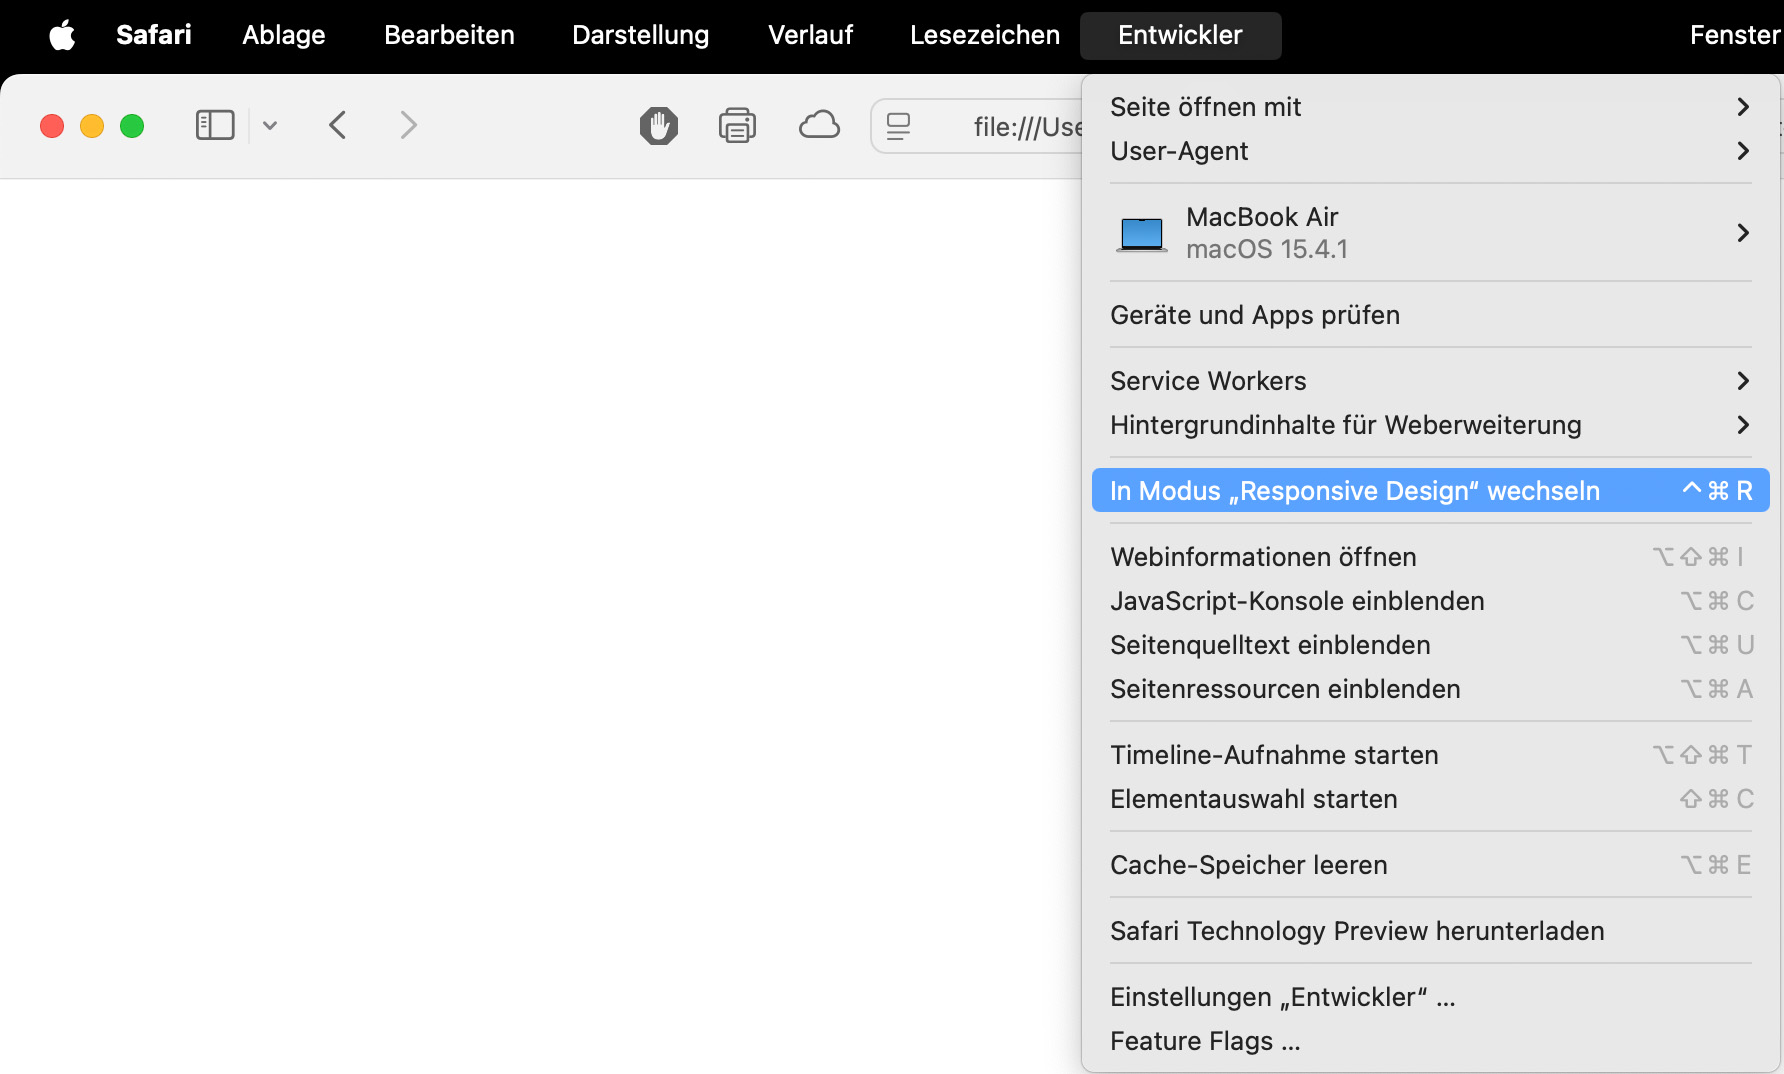 Safari Ablage Bearbeiten Darstellung Verlauf Lesezeichen Entwickler Fenster
file:///Use
Seite öffnen mit
User-Agent
MacBook Air
macOS 15.4.1
Geräte und Apps prüfen
Service Workers
Hintergrundinhalte für Weberweiterung
In Modus „Responsive Design“ wechseln ^⌘R
Webinformationen öffnen ⌥⇧⌘I
JavaScript-Konsole einblenden ⌥⌘C
Seitenquelltext einblenden ⌥⌘U
Seitenressourcen einblenden ⌥⌘A
Timeline-Aufnahme starten ⌥⇧⌘T
Elementauswahl starten ⇧⌘C
Cache-Speicher leeren ⌥⌘E
Safari Technology Preview herunterladen
Einstellungen „Entwickler“ ...
Feature Flags ...